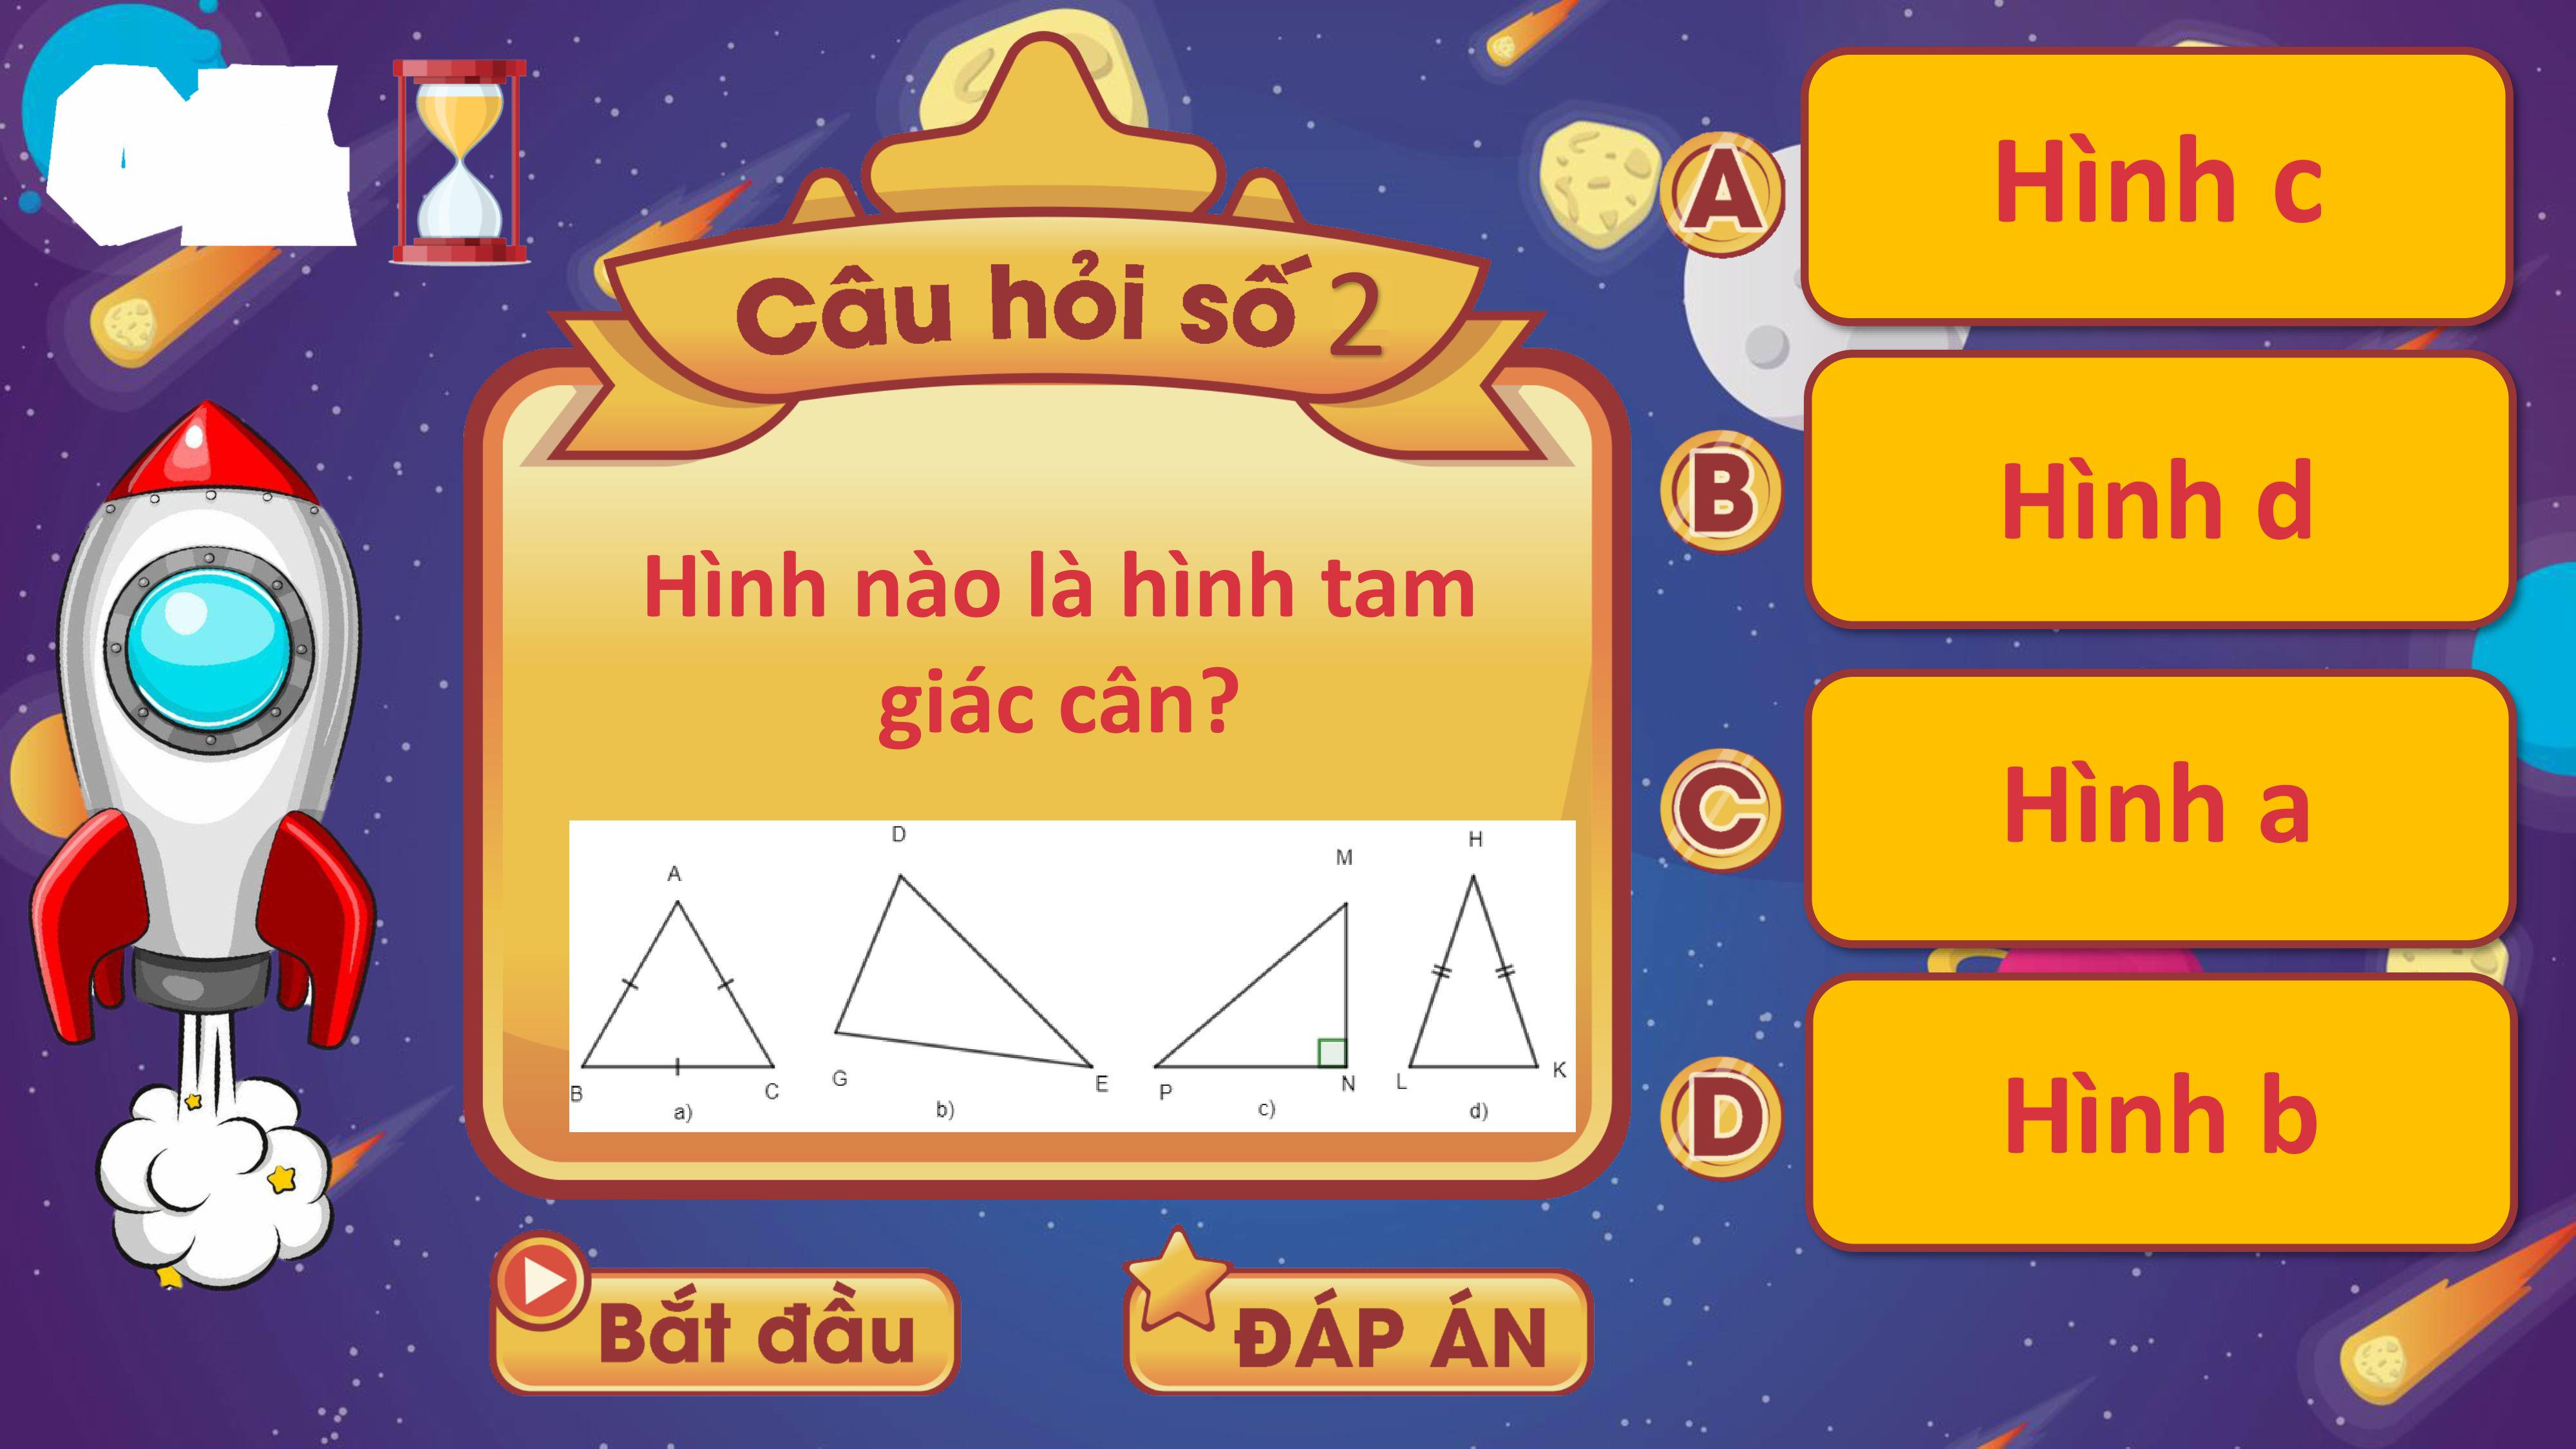 Câu hỏi số 2
Hình nào là hình tam
giác cân?
A
B
C
a)
D
G
E
b)
M
P
N
c)
H
L
K
d)
A
Hình c
B
Hình d
C
Hình a
D
Hình b
Bắt đầu
ĐÁP ÁN